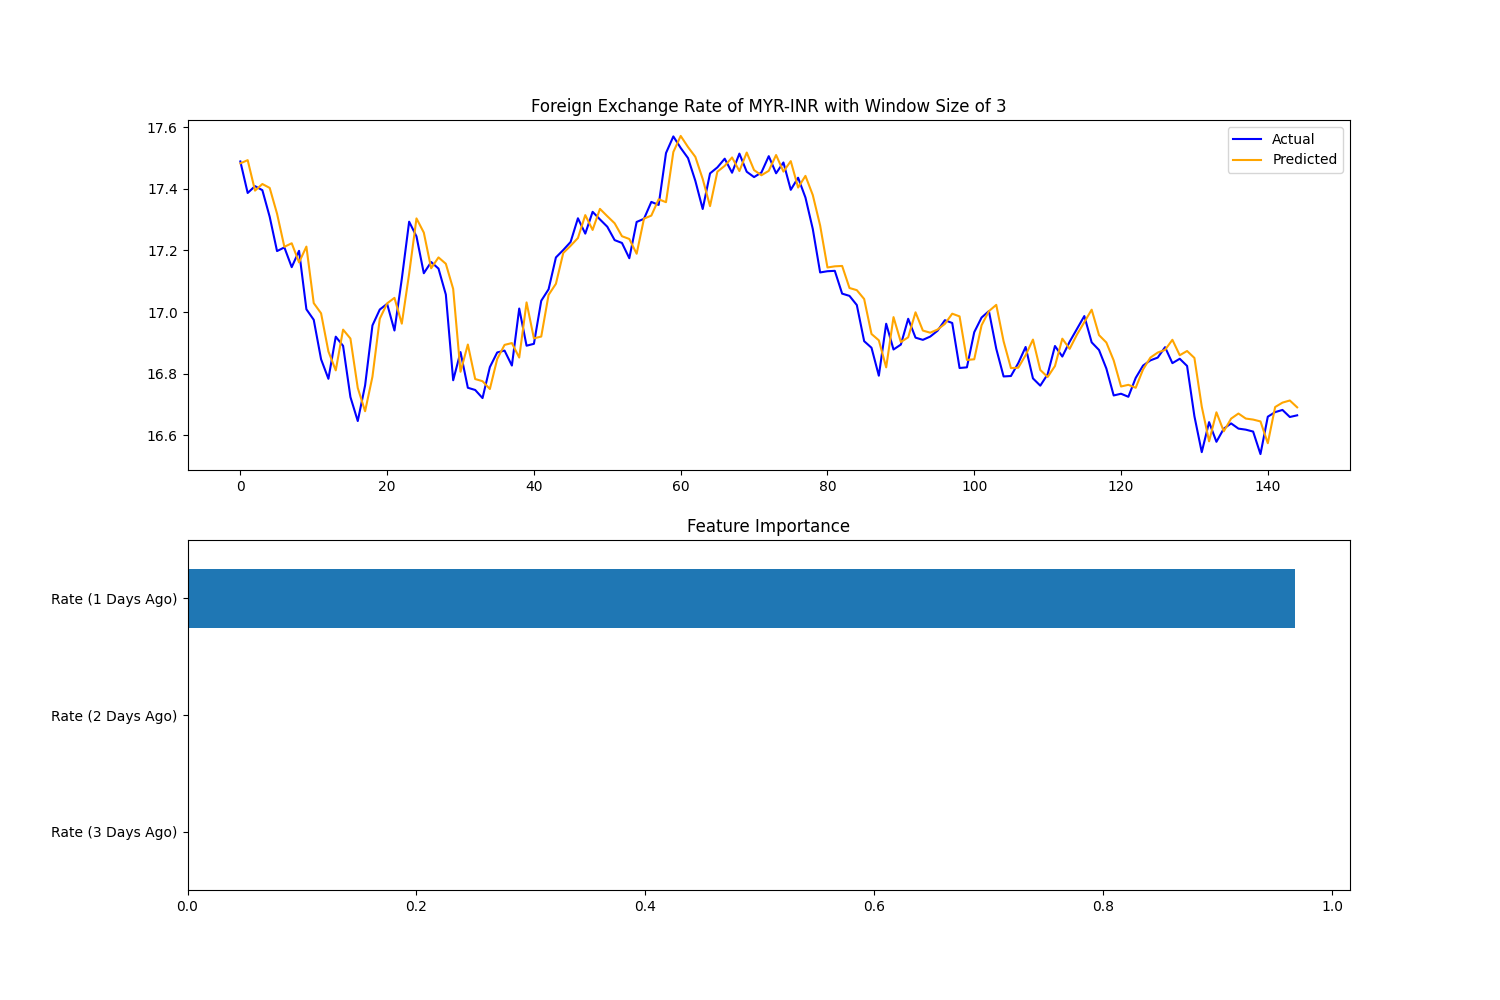 Foreign Exchange Rate of MYR-INR with Window Size of 3
17.6
17.4
17.2
17.0
16.8
16.6
Actual
Predicted
0 20 40 60 80 100 120 140
Feature Importance
Rate (1 Days Ago)
Rate (2 Days Ago)
Rate (3 Days Ago)
0.0 0.2 0.4 0.6 0.8 1.0